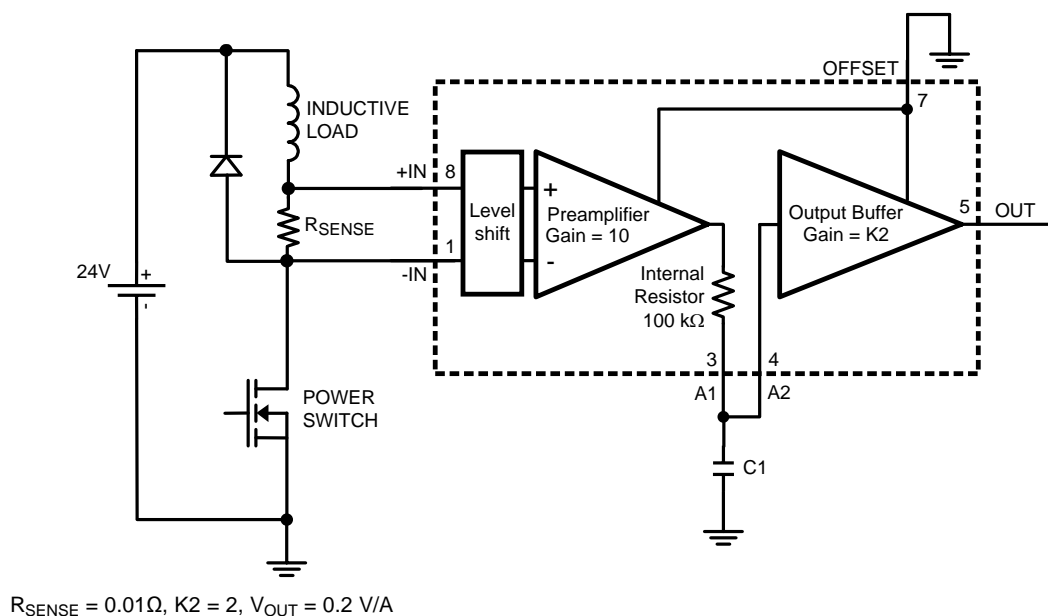 OFFSET
7
INDUCTIVE
LOAD
+IN
8
RSENSE
1
-IN
Level
shift
+
-
Preamplifier
Gain = 10
Output Buffer
Gain = K2
5
OUT
24V
+
-
Internal
Resistor
100 kΩ
3
4
A1
A2
POWER
SWITCH
C1
RSENSE = 0.01Ω, K2 = 2, VOUT = 0.2 V/A